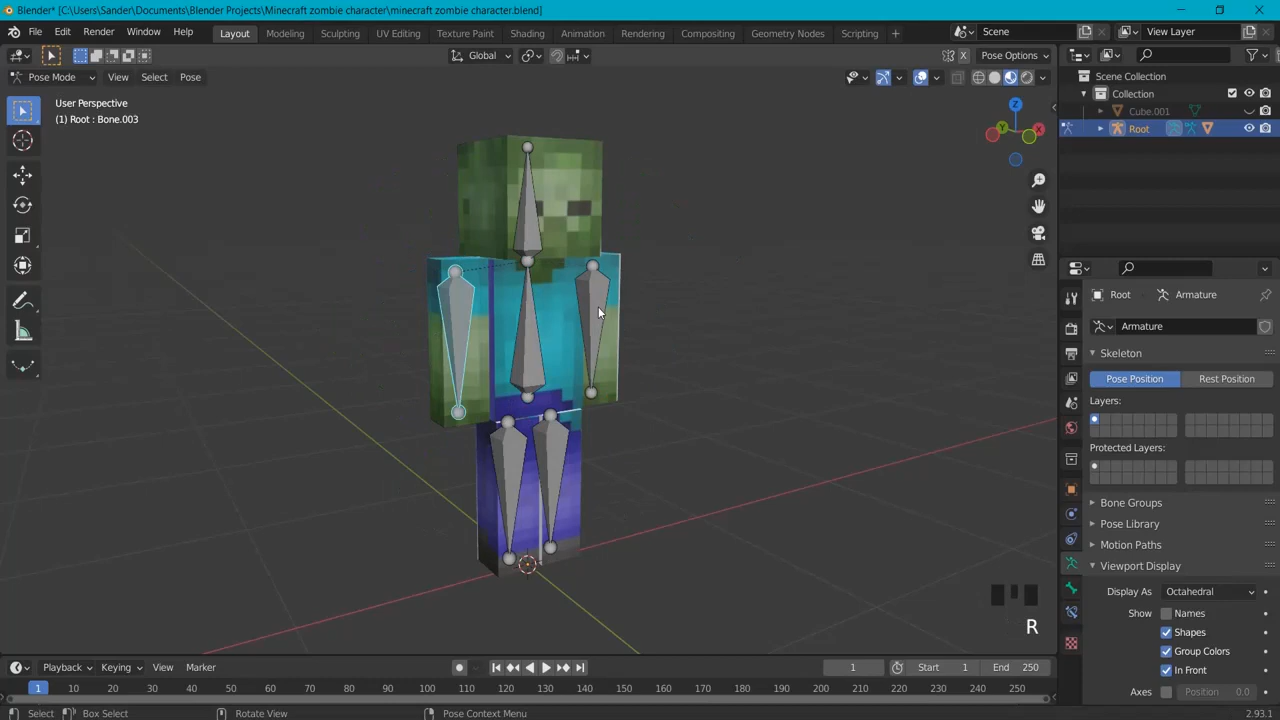 Blender* [C:\Users\Sander\Documents\Blender Projects\Minecraft zombie character\minecraft zombie character.blend]
File Edit Render Window Help Layout Modeling Sculpting UV Editing Texture Paint Shading Animation Rendering Compositing Geometry Nodes Scripting + Scene View Layer
Global X Pose Options
Pose Mode View Select Pose
User Perspective
(1) Root : Bone.003
Z
Y
X
Scene Collection
Collection
Cube.001
Root
Root Armature
Armature
Skeleton
Pose Position Rest Position
Layers:
Protected Layers:
Bone Groups
Pose Library
Motion Paths
Viewport Display
Display As Octahedral
Show Names
Shapes
Group Colors
In Front
Axes Position 0.0
R
Playback Keying View Marker 1 Start 1 End 250
1 10 20 30 40 50 60 70 80 90 100 110 120 130 140 150 160 170 180 190 200 210 220 230 240 250
Select Box Select Rotate View Pose Context Menu 2.93.1